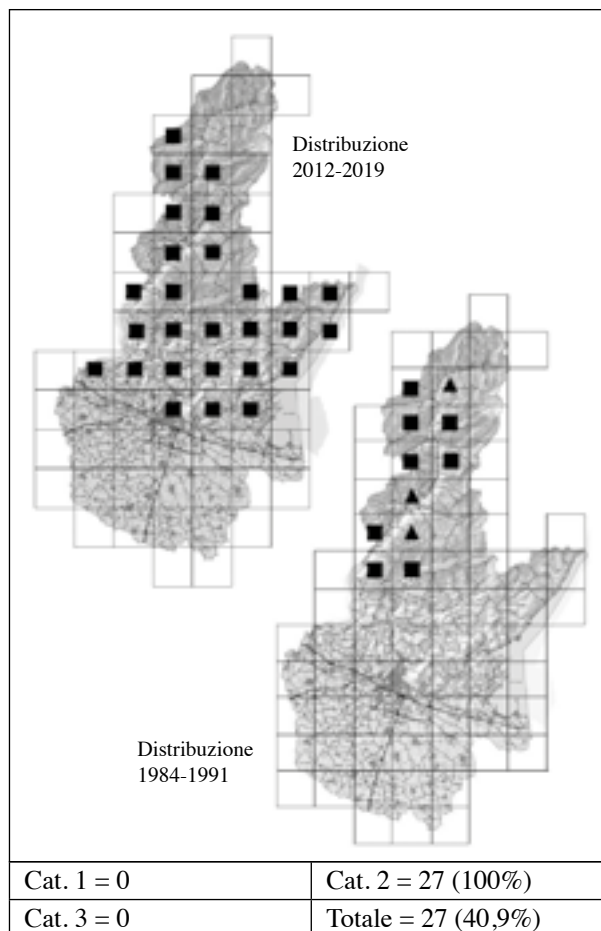 Distribuzione
2012-2019
Distribuzione
1984-1991
Cat. 1 = 0
Cat. 2 = 27 (100%)
Cat. 3 = 0
Totale = 27 (40,9%)